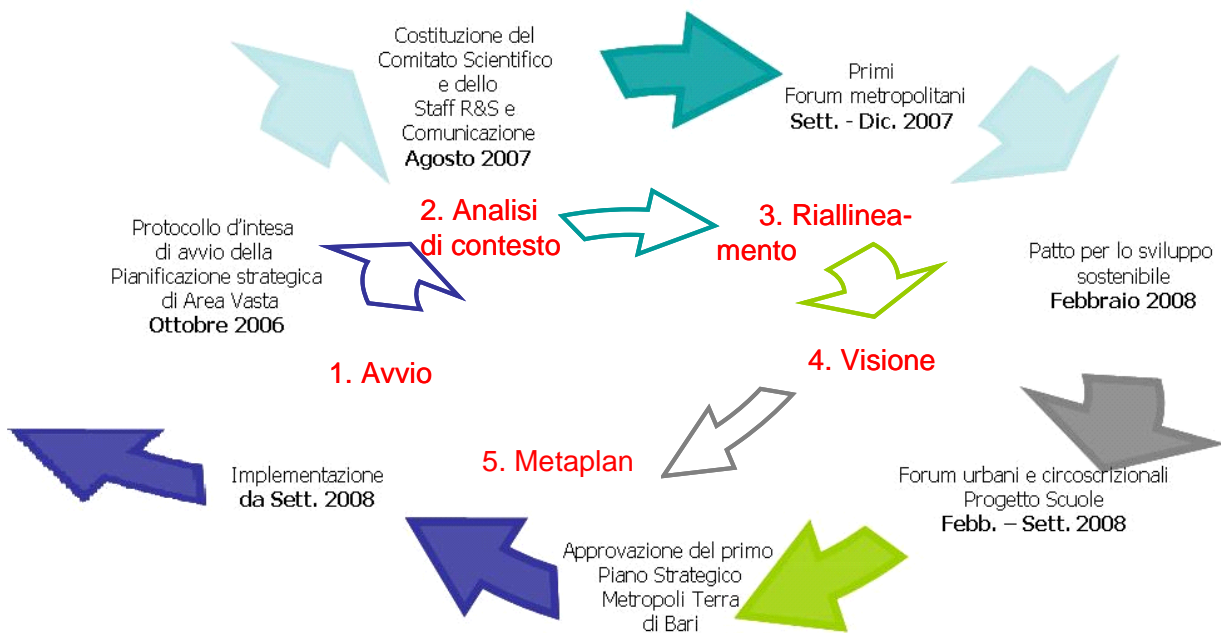 Costituzione del
Comitato Scientifico
e dello
Staff R&S e
Comunicazione
Agosto 2007
Primi
Forum metropolitani
Sett. - Dic. 2007
2. Analisi
di contesto
3. Riallinea-
mento
Protocollo d'intesa
di avvio della
Pianificazione strategica
di Area Vasta
Ottobre 2006
Patto per lo sviluppo
sostenibile
Febbraio 2008
1. Avvio
4. Visione
5. Metaplan
Implementazione
da Sett. 2008
Forum urbani e circoscrizionali
Progetto Scuole
Febb. – Sett. 2008
Approvazione del primo
Piano Strategico
Metropoli Terra
di Bari